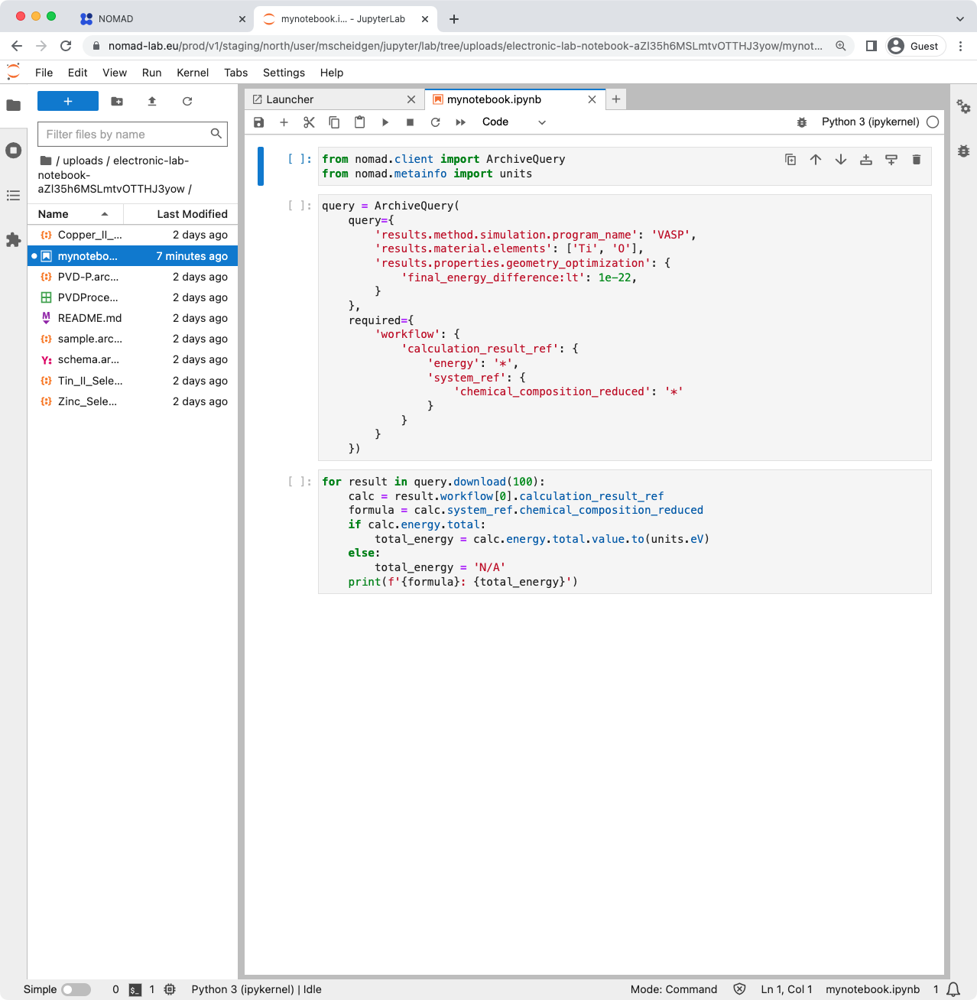 NOMAD
mynotebook.i... - JupyterLab
nomad-lab.eu/prod/v1/staging/north/user/mscheidgen/jupyter/lab/tree/uploads/electronic-lab-notebook-aZI35h6MSLmtvOTTHJ3yow/mynot...
Guest
File Edit View Run Kernel Tabs Settings Help
+
Filter files by name
/ uploads / electronic-lab-
notebook-
aZI35h6MSLmtvOTTHJ3yow /
Name Last Modified
Copper_II_... 2 days ago
mynotebo... 7 minutes ago
PVD-P.arc... 2 days ago
PVDProce... 2 days ago
README.md 2 days ago
sample.arc... 2 days ago
schema.ar... 2 days ago
Tin_II_Sele... 2 days ago
Zinc_Sele... 2 days ago
Launcher
mynotebook.ipynb
Code
Python 3 (ipykernel)
[ ]: from nomad.client import ArchiveQuery
from nomad.metainfo import units
[ ]: query = ArchiveQuery(
    query={
        'results.method.simulation.program_name': 'VASP',
        'results.material.elements': ['Ti', 'O'],
        'results.properties.geometry_optimization': {
            'final_energy_difference:lt': 1e-22,
        }
    },
    required={
        'workflow': {
            'calculation_result_ref': {
                'energy': '*',
                'system_ref': {
                    'chemical_composition_reduced': '*'
                }
            }
        }
    })
[ ]: for result in query.download(100):
    calc = result.workflow[0].calculation_result_ref
    formula = calc.system_ref.chemical_composition_reduced
    if calc.energy.total:
        total_energy = calc.energy.total.value.to(units.eV)
    else:
        total_energy = 'N/A'
    print(f'{formula}: {total_energy}')
Simple 0 $_ 1 Python 3 (ipykernel) | Idle Mode: Command Ln 1, Col 1 mynotebook.ipynb 1